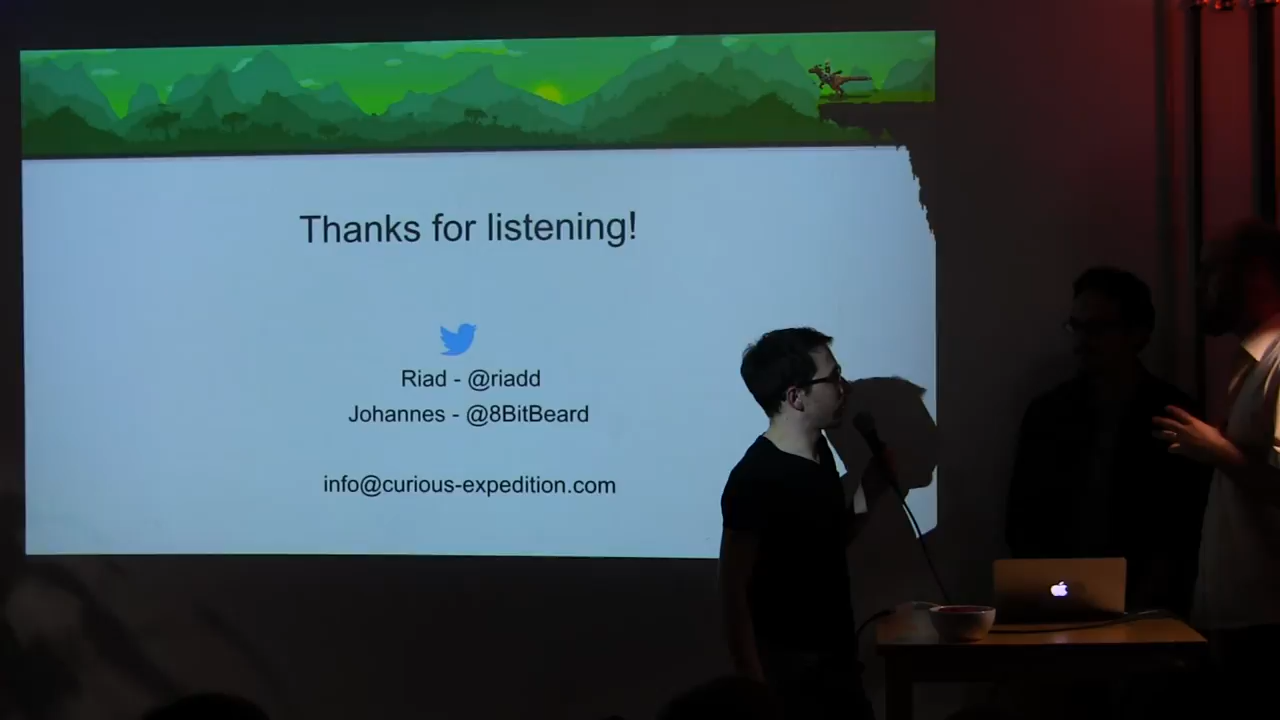 Thanks for listening!
Riad - @riadd
Johannes - @8BitBeard
info@curious-expedition.com